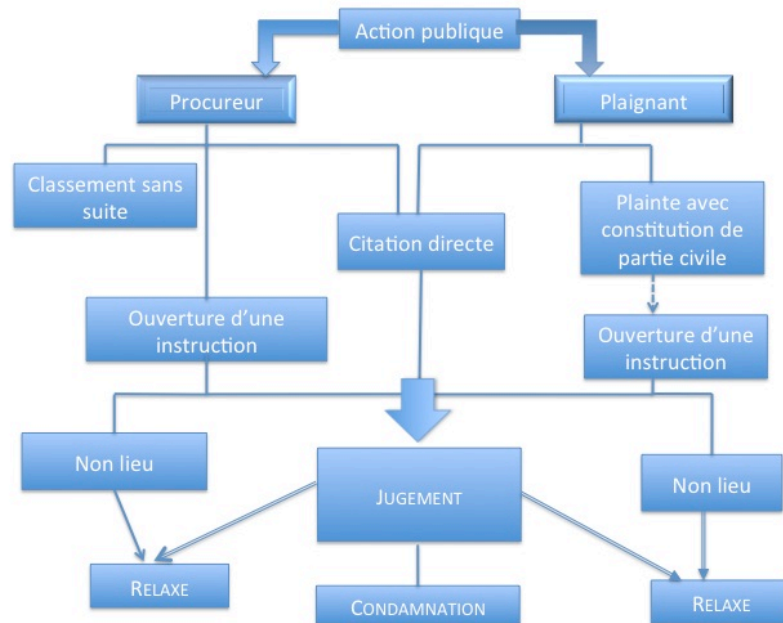 Action publique
Procureur
Plaignant
Classement sans
suite
Citation directe
Plainte avec
constitution de
partie civile
Ouverture d’une
instruction
Ouverture d’une
instruction
Non lieu
JUGEMENT
Non lieu
RELAXE
CONDAMNATION
RELAXE